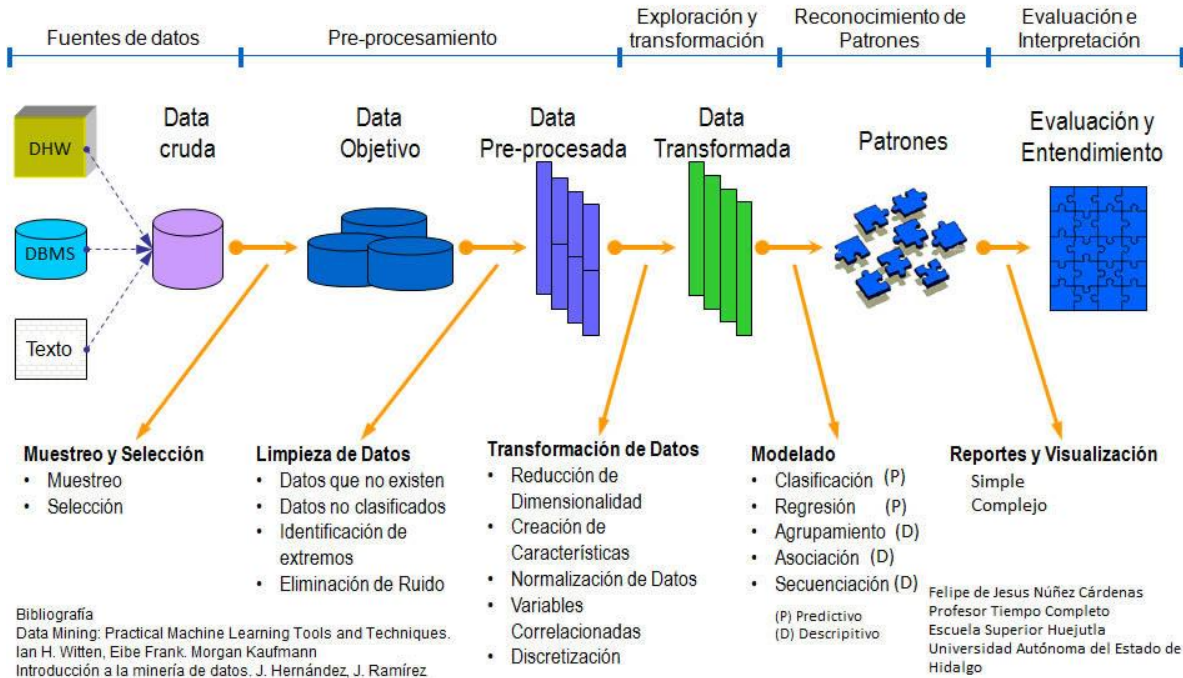 Fuentes de datos
Pre-procesamiento
Exploración y
transformación
Reconocimiento de
Patrones
Evaluación e
Interpretación
DHW
DBMS
Texto
Data
cruda
Data
Objetivo
Data
Pre-procesada
Data
Transformada
Patrones
Evaluación y
Entendimiento
Muestreo y Selección
• Muestreo
• Selección
Limpieza de Datos
• Datos que no existen
• Datos no clasificados
• Identificación de
extremos
• Eliminación de Ruido
Transformación de Datos
• Reducción de
Dimensionalidad
• Creación de
Características
• Normalización de Datos
• Variables
Correlacionadas
• Discretización
Modelado
• Clasificación (P)
• Regresión (P)
• Agrupamiento (D)
• Asociación (D)
• Secuenciación (D)
(P) Predictivo
(D) Descripitivo
Reportes y Visualización
Simple
Complejo
Bibliografía
Data Mining: Practical Machine Learning Tools and Techniques.
Ian H. Witten, Eibe Frank. Morgan Kaufmann
Introducción a la minería de datos. J. Hernández, J. Ramírez
Felipe de Jesus Núñez Cárdenas
Profesor Tiempo Completo
Escuela Superior Huejutla
Universidad Autónoma del Estado de
Hidalgo